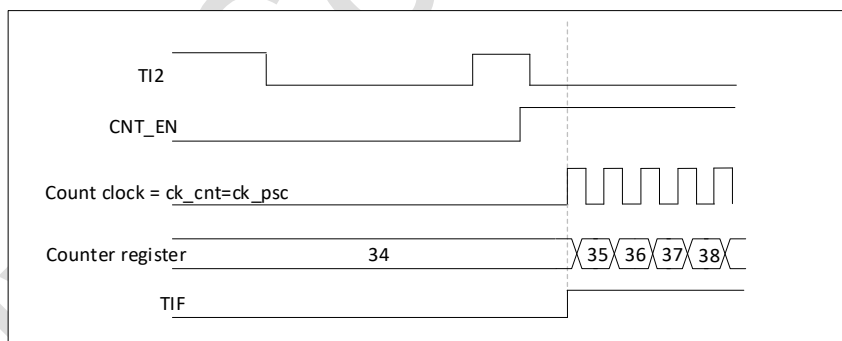 TI2
CNT_EN
Count clock = ck_cnt=ck_psc
Counter register 34 35 36 37 38
TIF